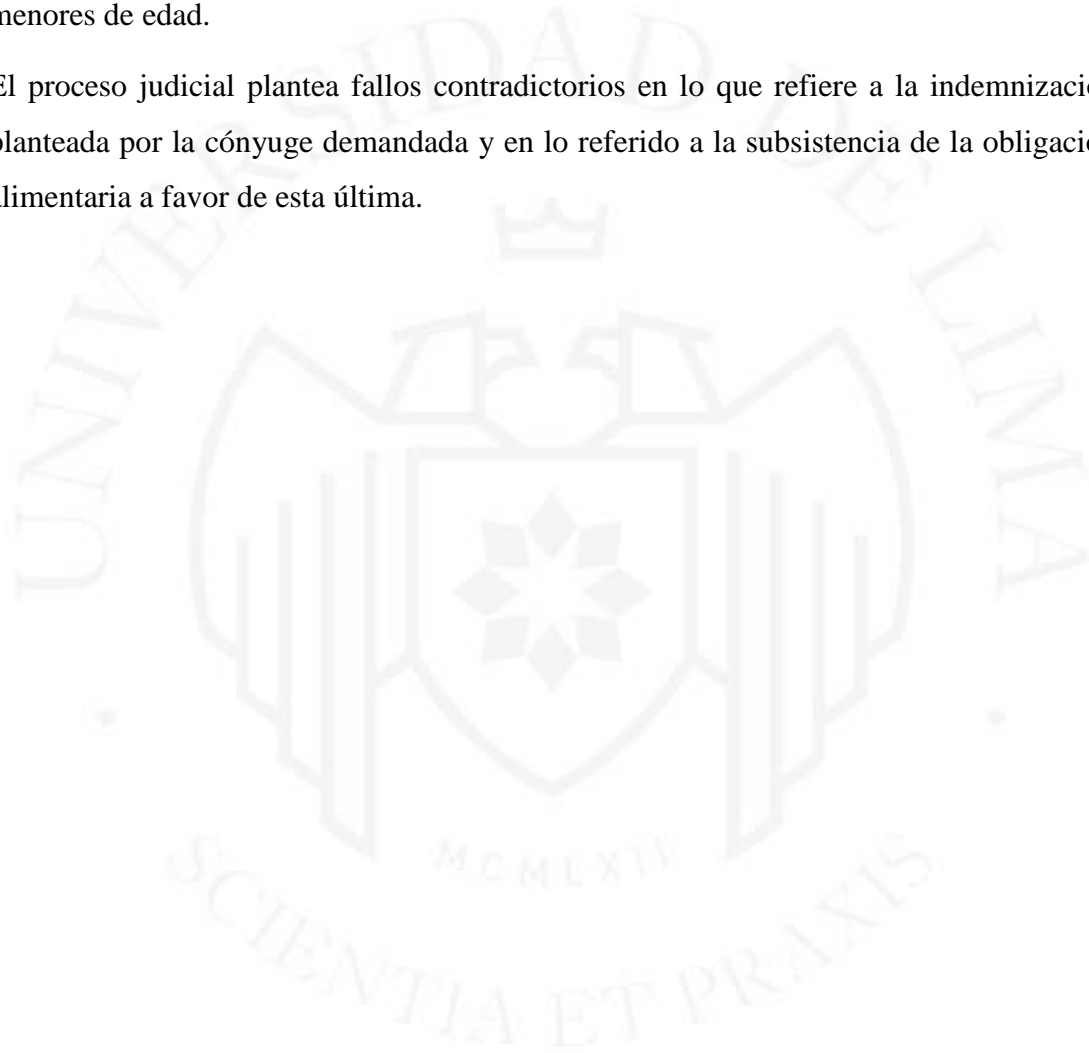 menores de edad.
El proceso judicial plantea fallos contradictorios en lo que refiere a la indemnizació
planteada por la cónyuge demandada y en lo referido a la subsistencia de la obligació
alimentaria a favor de esta última.
UNIVERSIDAD DE LIMA
MCMLXII
SCIENTIA ET PRAXIS